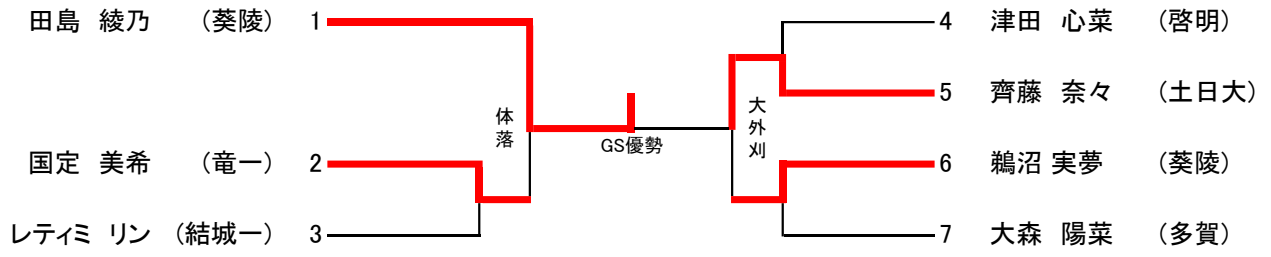 田島 綾乃 （葵陵） 1
国定 美希 （竜一） 2
レティミ リン （結城一） 3
体落
GS優勢
大外刈
4 津田 心菜 （啓明）
5 齊藤 奈々 （土日大）
6 鵜沼 実夢 （葵陵）
7 大森 陽菜 （多賀）